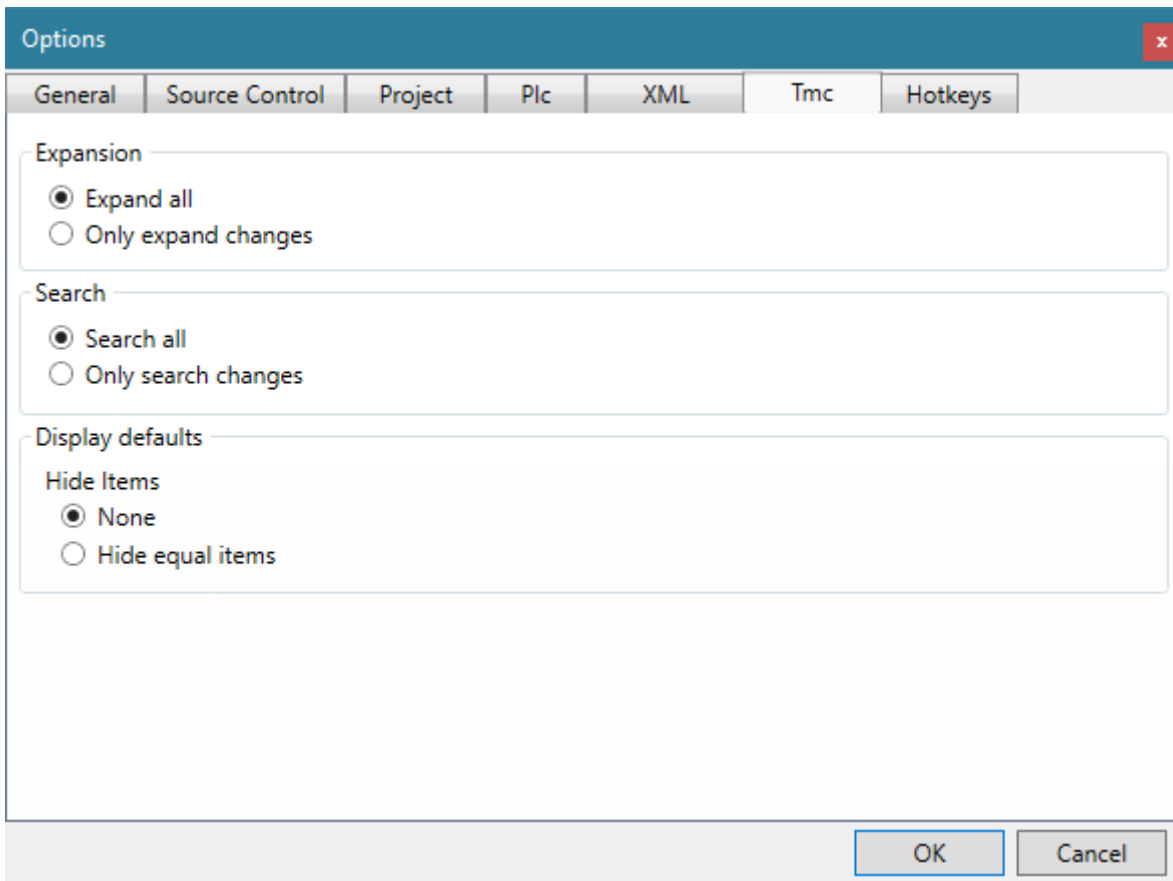 Options
x
General Source Control Project Plc XML Tmc Hotkeys
Expansion
Expand all
Only expand changes
Search
Search all
Only search changes
Display defaults
Hide Items
None
Hide equal items
OK Cancel